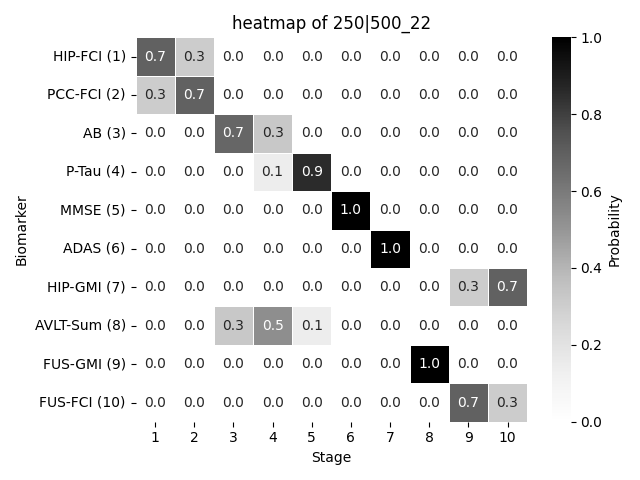 heatmap of 250|500_22
HIP-FCI (1) 0.7 0.3 0.0 0.0 0.0 0.0 0.0 0.0 0.0 0.0
PCC-FCI (2) 0.3 0.7 0.0 0.0 0.0 0.0 0.0 0.0 0.0 0.0
AB (3) 0.0 0.0 0.7 0.3 0.0 0.0 0.0 0.0 0.0 0.0
P-Tau (4) 0.0 0.0 0.0 0.1 0.9 0.0 0.0 0.0 0.0 0.0
MMSE (5) 0.0 0.0 0.0 0.0 0.0 1.0 0.0 0.0 0.0 0.0
ADAS (6) 0.0 0.0 0.0 0.0 0.0 0.0 1.0 0.0 0.0 0.0
HIP-GMI (7) 0.0 0.0 0.0 0.0 0.0 0.0 0.0 0.0 0.3 0.7
AVLT-Sum (8) 0.0 0.0 0.3 0.5 0.1 0.0 0.0 0.0 0.0 0.0
FUS-GMI (9) 0.0 0.0 0.0 0.0 0.0 0.0 0.0 1.0 0.0 0.0
FUS-FCI (10) 0.0 0.0 0.0 0.0 0.0 0.0 0.0 0.0 0.7 0.3
1 2 3 4 5 6 7 8 9 10
Stage
Biomarker
1.0
0.8
0.6
0.4
0.2
0.0
Probability